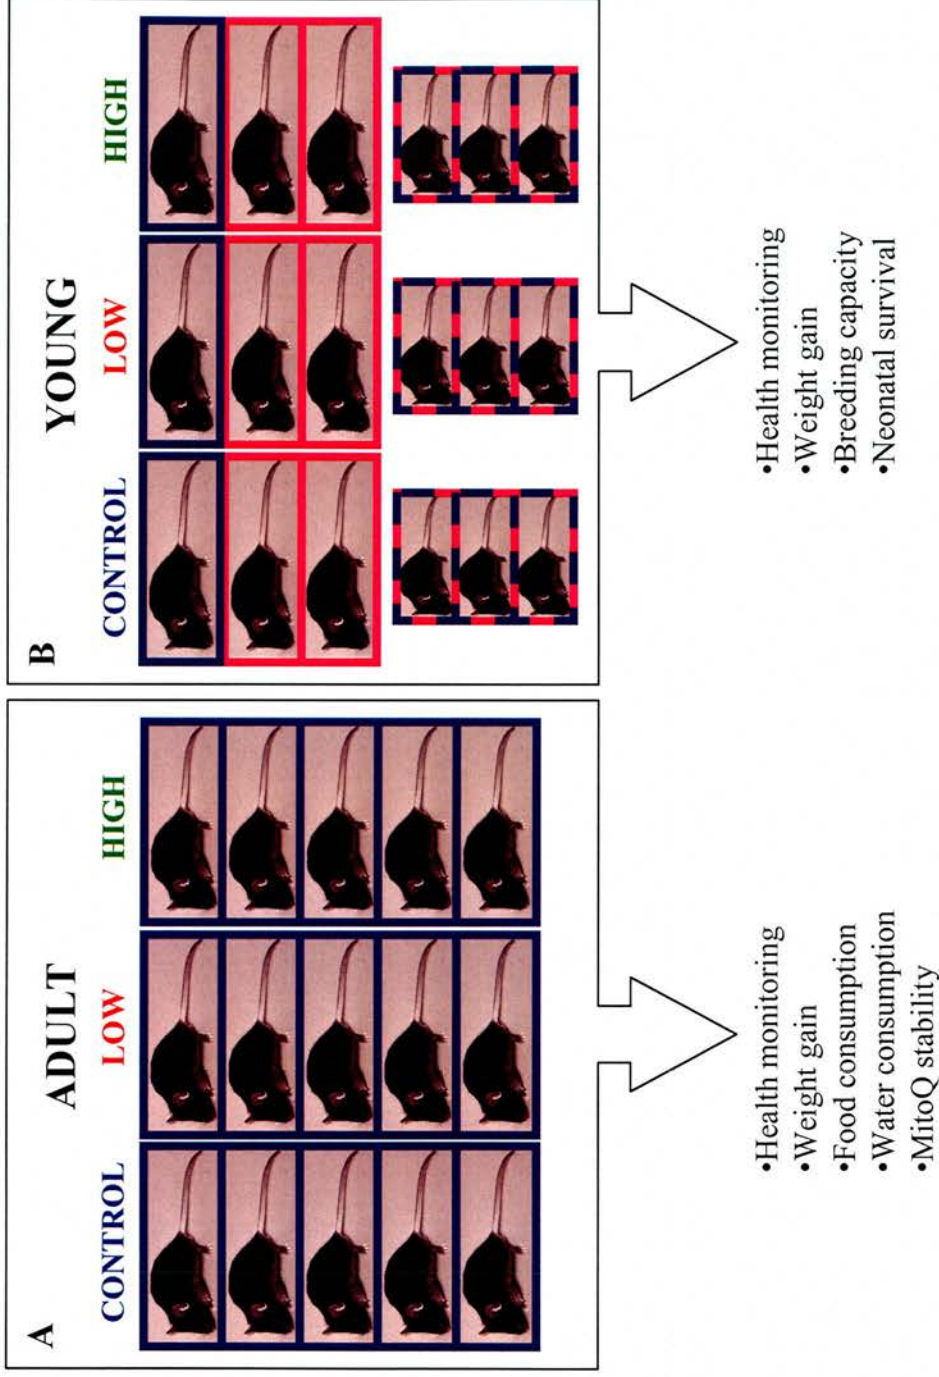 A
ADULT
CONTROL LOW HIGH
•Health monitoring
•Weight gain
•Food consumption
•Water consumption
•MitoQ stability
B
YOUNG
CONTROL LOW HIGH
•Health monitoring
•Weight gain
•Breeding capacity
•Neonatal survival